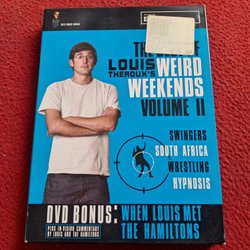 THE
OF
LOUIS
THEROUX'S
WEIRD
WEEKENDS
VOLUME II
SWINGERS
SOUTH AFRICA
WRESTLING
HYPNOSIS
DVD BONUS:
PLUS IN-VISION COMMENTARY
BY LOUIS AND THE HAMILTONS
WHEN LOUIS MET
THE HAMILTONS